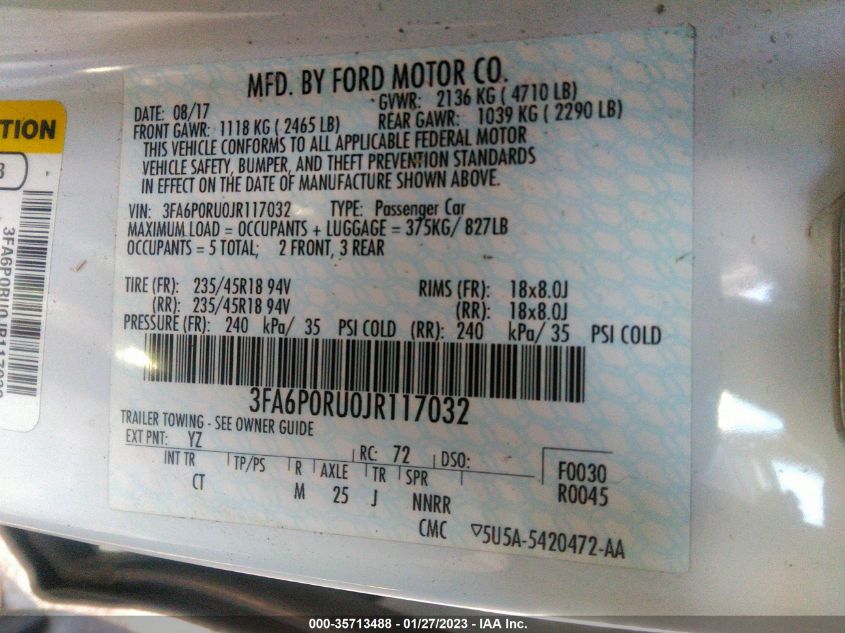 MFD. BY FORD MOTOR CO.
DATE: 08/17 GVWR: 2136 KG ( 4710 LB)
FRONT GAWR: 1118 KG ( 2465 LB) REAR GAWR: 1039 KG ( 2290 LB)
THIS VEHICLE CONFORMS TO ALL APPLICABLE FEDERAL MOTOR
VEHICLE SAFETY, BUMPER, AND THEFT PREVENTION STANDARDS
IN EFFECT ON THE DATE OF MANUFACTURE SHOWN ABOVE.
VIN: 3FA6P0RU0JR117032 TYPE: Passenger Car
MAXIMUM LOAD = OCCUPANTS + LUGGAGE = 375KG/ 827LB
OCCUPANTS = 5 TOTAL; 2 FRONT, 3 REAR
TIRE (FR): 235/45R18 94V RIMS (FR): 18x8.0J
(RR): 235/45R18 94V (RR): 18x8.0J
PRESSURE (FR): 240 kPa/ 35 PSI COLD (RR): 240 kPa/ 35 PSI COLD
3FA6P0RU0JR117032
TRAILER TOWING - SEE OWNER GUIDE
EXT PNT: YZ RC: 72 DSO:
INT TR TP/PS R AXLE TR SPR
CT M 25 J NNRR
F0030
R0045
CMC ▽5U5A-5420472-AA
TION
3FA6P0RU0JR117032
000-35713488 - 01/27/2023 - IAA Inc.